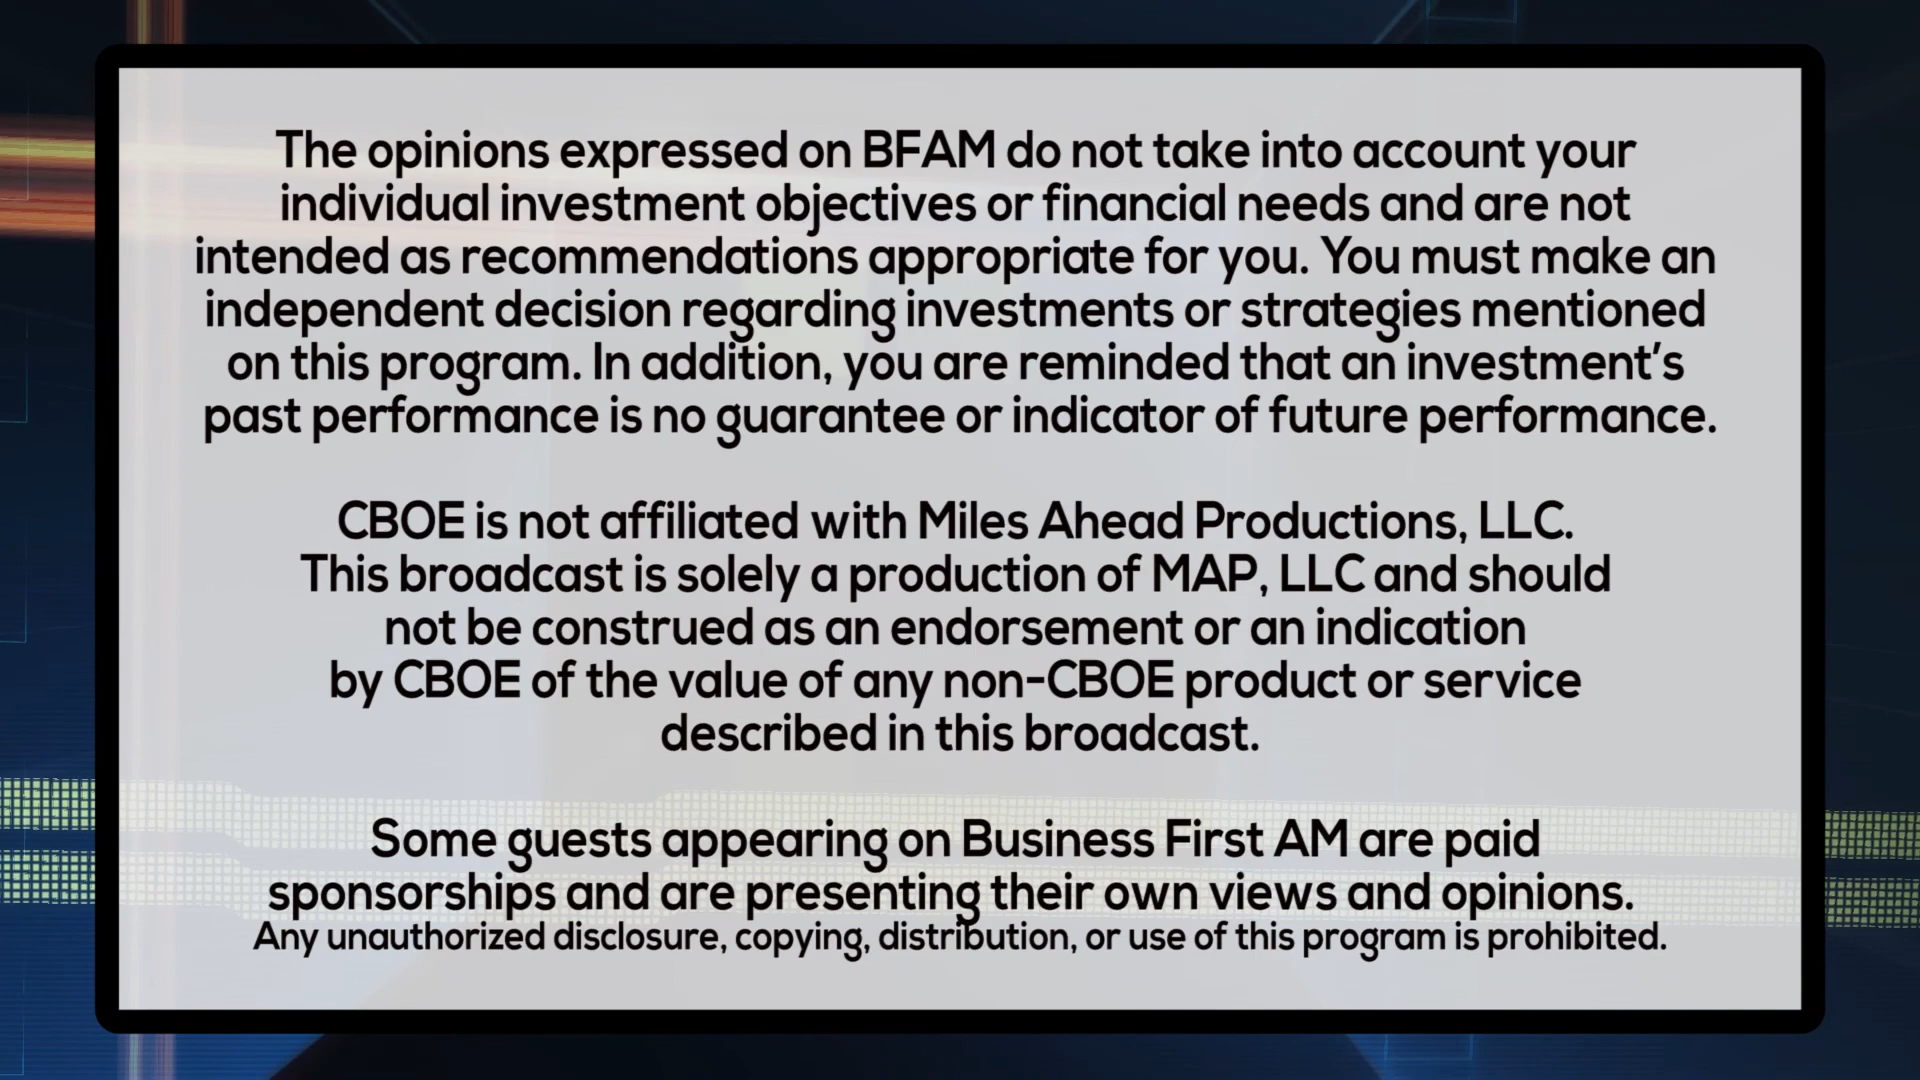 The opinions expressed on BFAM do not take into account your
individual investment objectives or financial needs and are not
intended as recommendations appropriate for you. You must make an
independent decision regarding investments or strategies mentioned
on this program. In addition, you are reminded that an investment's
past performance is no guarantee or indicator of future performance.
CBOE is not affiliated with Miles Ahead Productions, LLC.
This broadcast is solely a production of MAP, LLC and should
not be construed as an endorsement or an indication
by CBOE of the value of any non-CBOE product or service
described in this broadcast.
Some guests appearing on Business First AM are paid
sponsorships and are presenting their own views and opinions.
Any unauthorized disclosure, copying, distribution, or use of this program is prohibited.